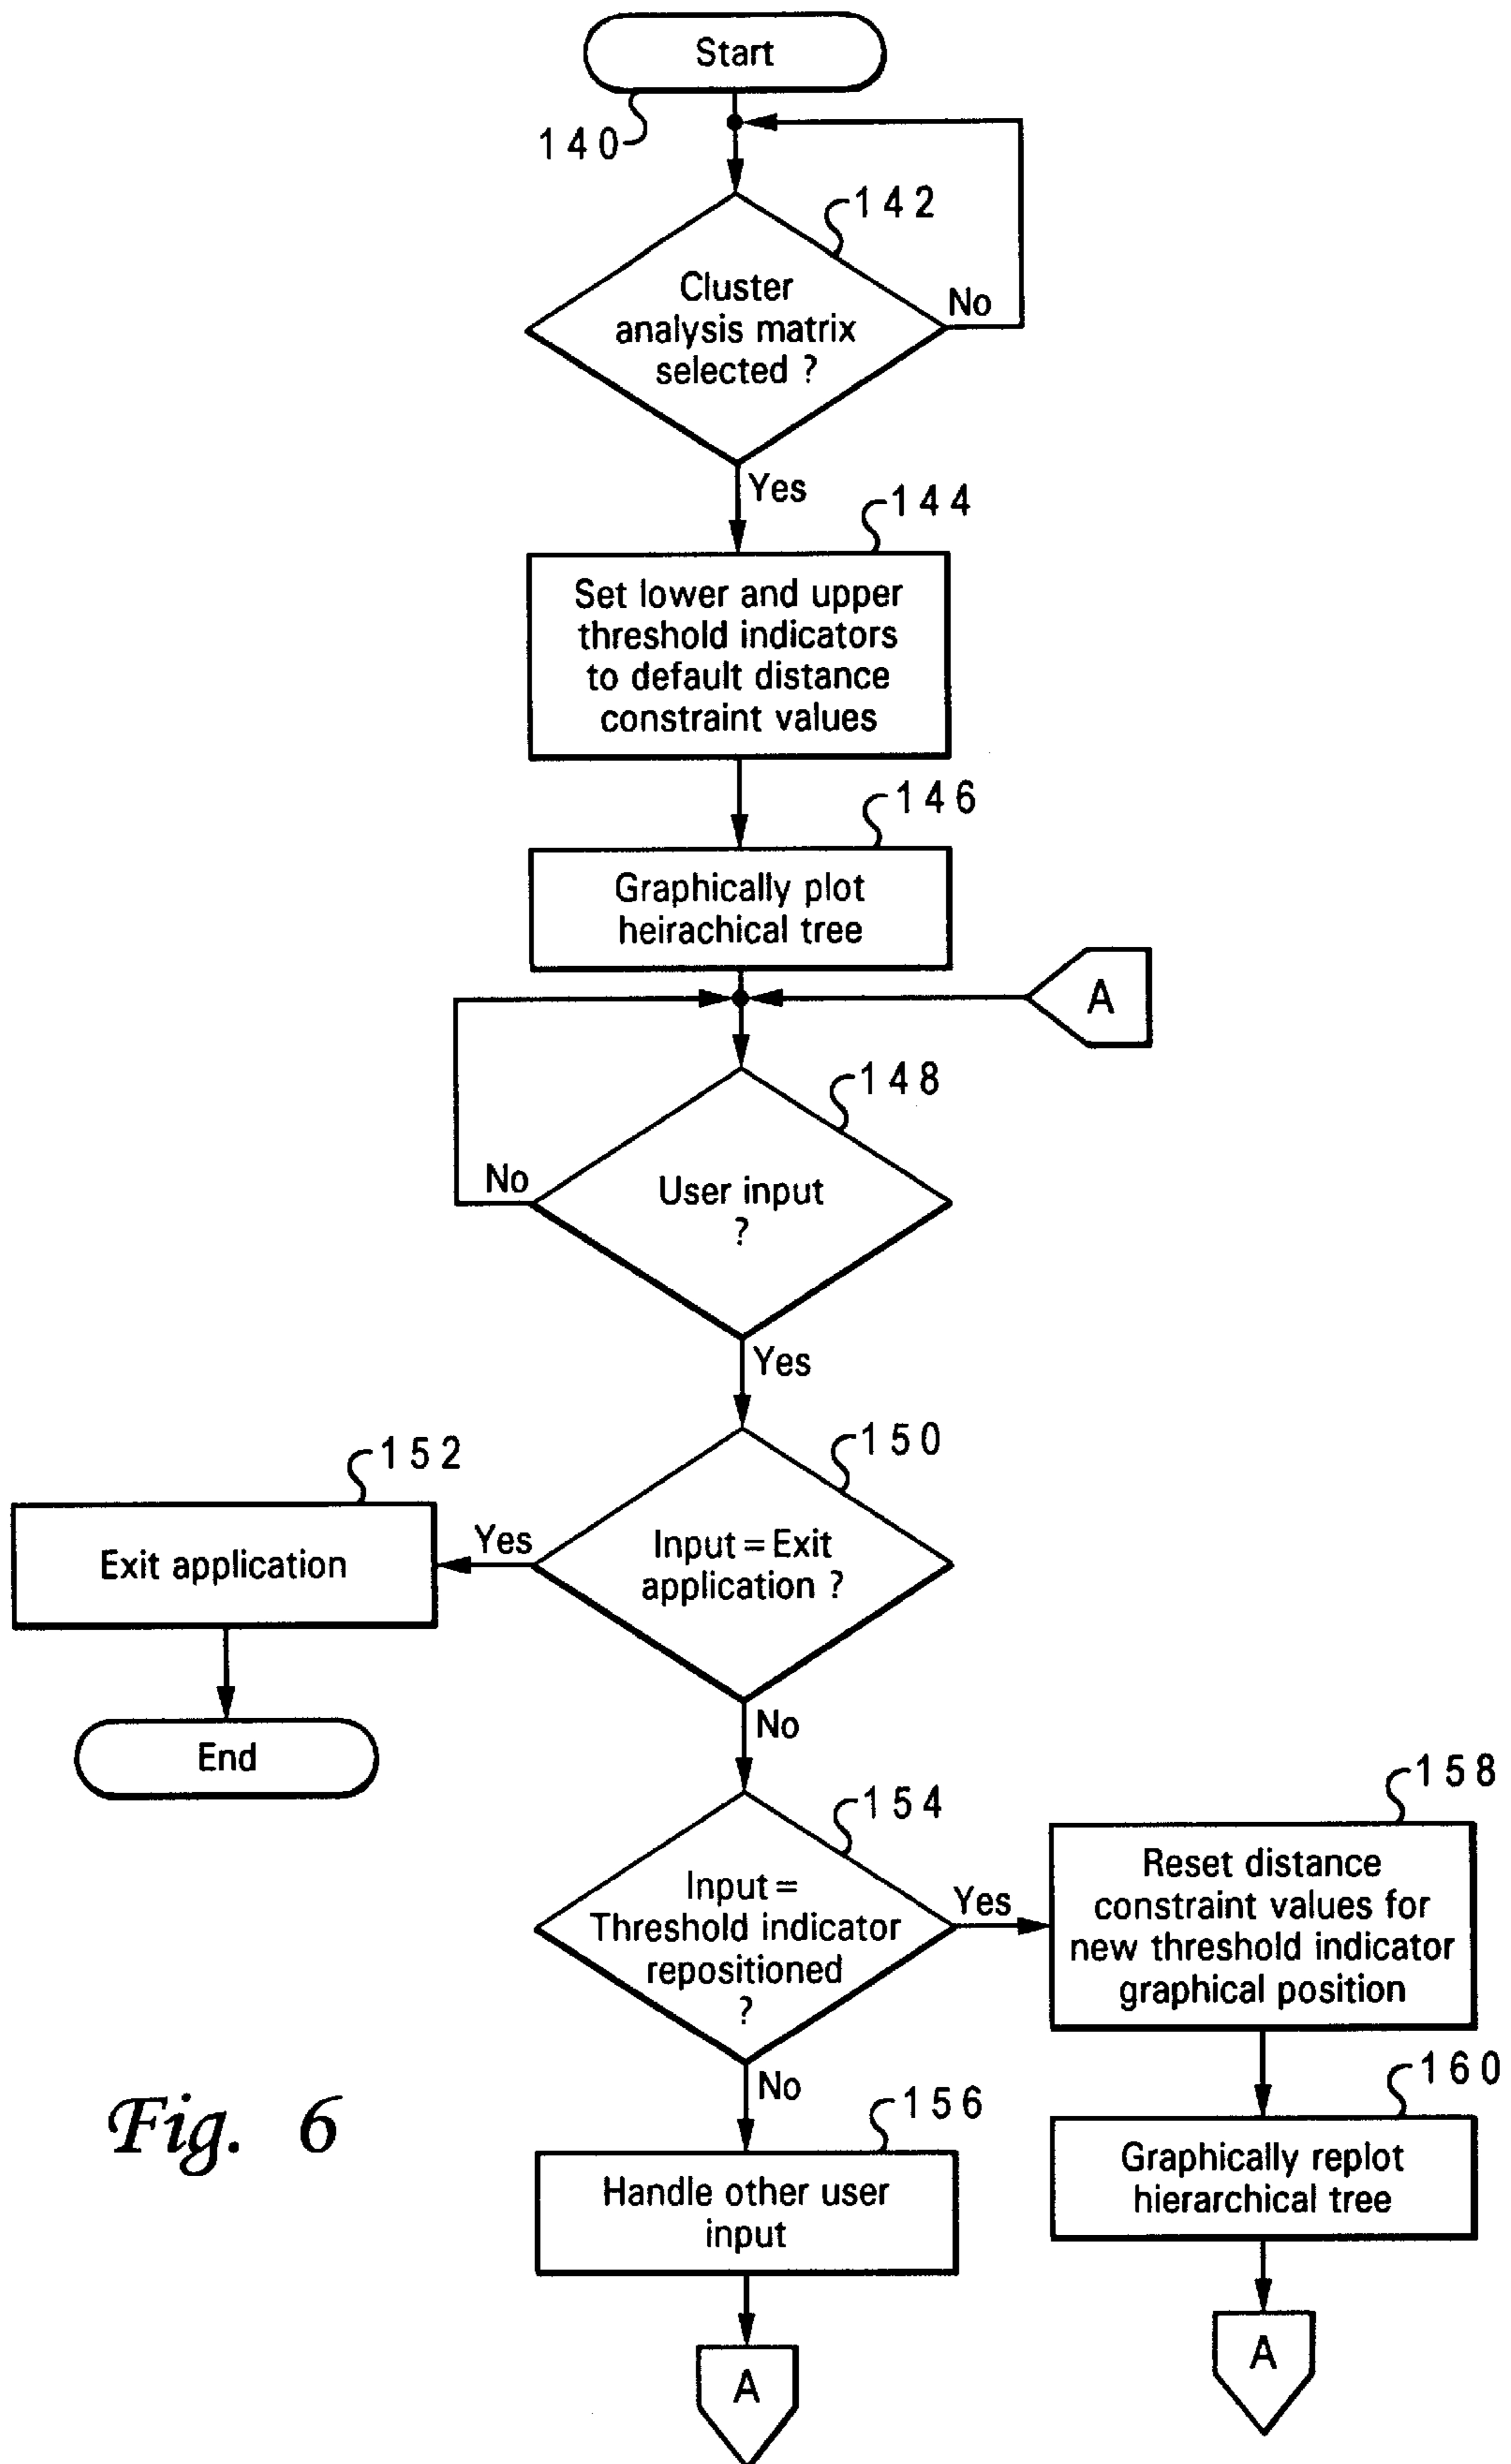 Start
140
142
Cluster
analysis matrix
selected ?
No
Yes
144
Set lower and upper
threshold indicators
to default distance
constraint values
146
Graphically plot
heirachical tree
A
148
User input
?
No
Yes
150
Input = Exit
application ?
Yes
152
Exit application
End
No
154
Input =
Threshold indicator
repositioned
?
Yes
158
Reset distance
constraint values for
new threshold indicator
graphical position
160
Graphically replot
hierarchical tree
A
No
156
Handle other user
input
A
Fig. 6